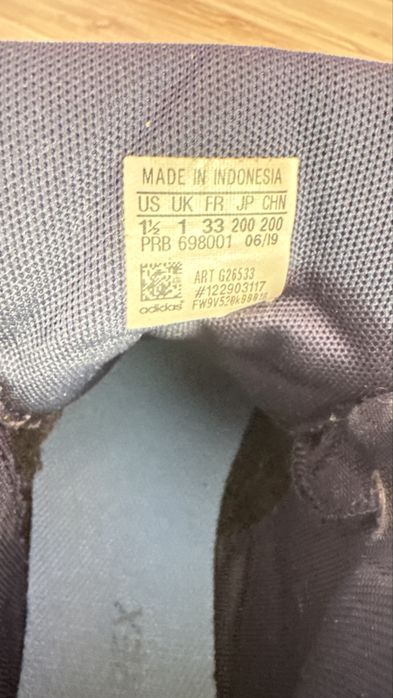 MADE IN INDONESIA
US UK FR JP CHN
1½ 1 33 200 200
PRB 698001 06/19
ART G26533
#122903117
adidas
REX